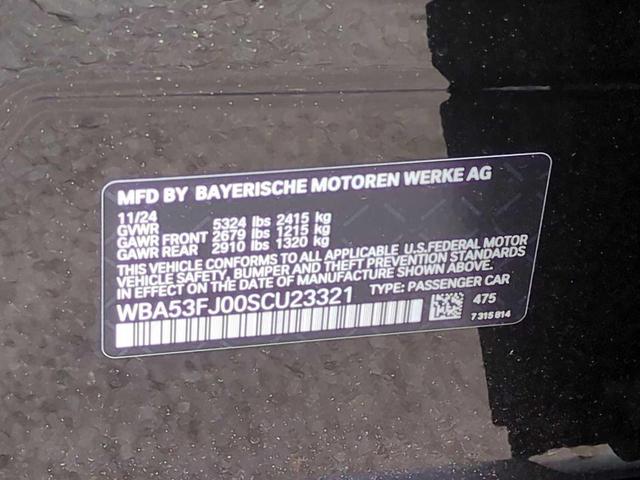 MFD BY BAYERISCHE MOTOREN WERKE AG
11/24
GVWR 5324 lbs 2415 kg
GAWR FRONT 2679 lbs 1215 kg
GAWR REAR 2910 lbs 1320 kg
THIS VEHICLE CONFORMS TO ALL APPLICABLE U.S.FEDERAL MOTOR
VEHICLE SAFETY, BUMPER AND THEFT PREVENTION STANDARDS
IN EFFECT ON THE DATE OF MANUFACTURE SHOWN ABOVE.
WBA53FJ00SCU23321 TYPE: PASSENGER CAR
475
7 315 814